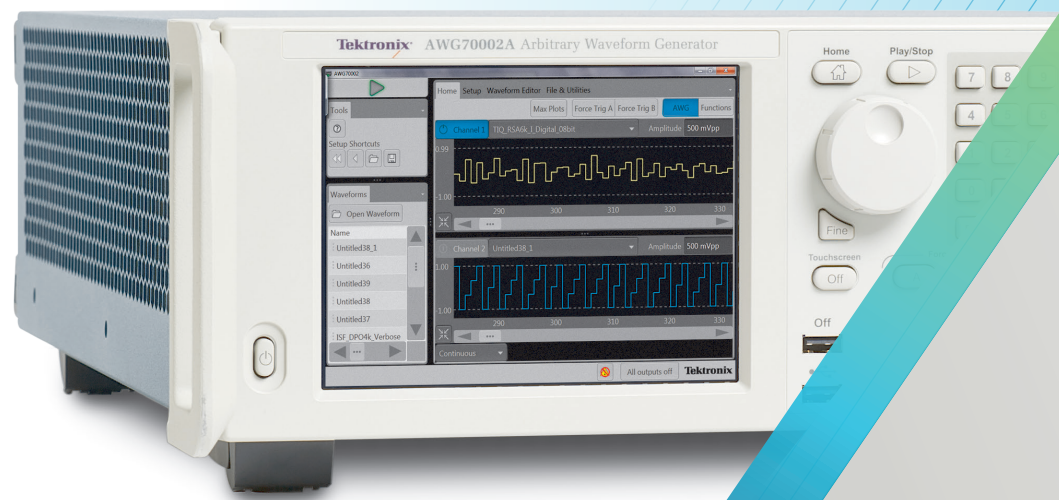 Tektronix AWG70002A Arbitrary Waveform Generator
AWG70002
Home Setup Waveform Editor File & Utilities
Max Plots Force Trig A Force Trig B AWG Functions
Tools
Setup Shortcuts
Channel 1 TIQ_RSA6k_I_Digital_08bit Amplitude 500 mVpp
0.99
-1.00
290 300 310 320 330
Waveforms
Open Waveform
Name
Untitled38_1
Untitled36
Untitled39
Untitled38
Untitled37
ISF_DPO4k_Verbose
Channel 2 Untitled38_1 Amplitude 500 mVpp
1.00
-1.00
290 300 310 320 330
Continuous
All outputs off Tektronix
Home Play/Stop
7 8
4
Fine
Touchscreen
Off
Off